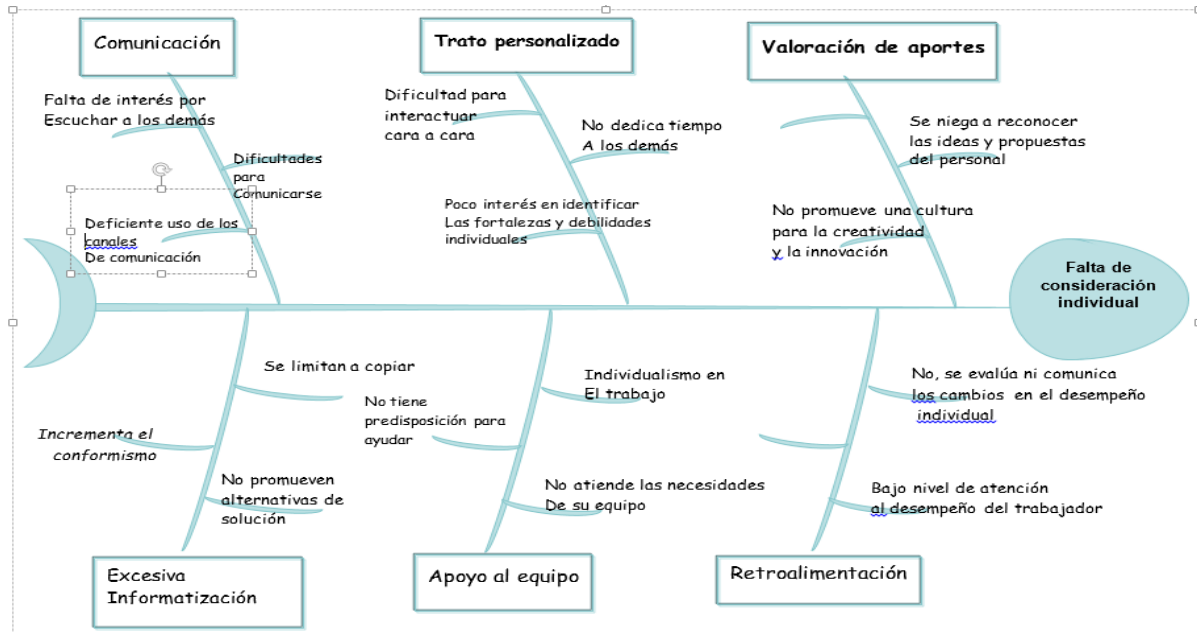 Comunicación
Trato personalizado
Valoración de aportes
Falta de interés por
Escuchar a los demás
Dificultades
para
Comunicarse
Deficiente uso de los
canales
De comunicación
Dificultad para
interactuar
cara a cara
No dedica tiempo
A los demás
Poco interés en identificar
Las fortalezas y debilidades
individuales
Se niega a reconocer
las ideas y propuestas
del personal
No promueve una cultura
para la creatividad
y la innovación
Falta de
consideración
individual
Se limitan a copiar
Incrementa el
conformismo
No promueven
alternativas de
solución
Individualismo en
El trabajo
No tiene
predisposición para
ayudar
No atiende las necesidades
De su equipo
No, se evalúa ni comunica
los cambios en el desempeño
individual
Bajo nivel de atención
al desempeño del trabajador
Excesiva
Informatización
Apoyo al equipo
Retroalimentación